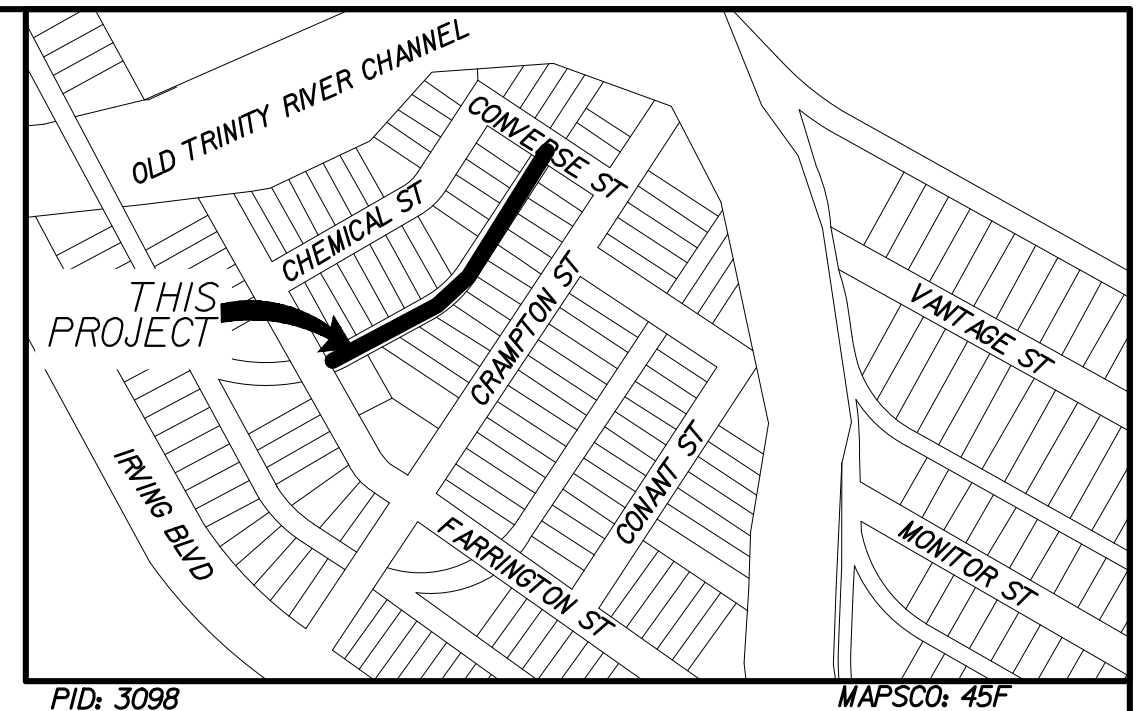 OLD TRINITY RIVER CHANNEL
CONVERSE ST
CHEMICAL ST
THIS
PROJECT
CRAMPTON ST
VANTAGE ST
IRVING BLVD
CONANT ST
FARRINGTON ST
MONITOR ST
PID: 3098
MAPSCO: 45F